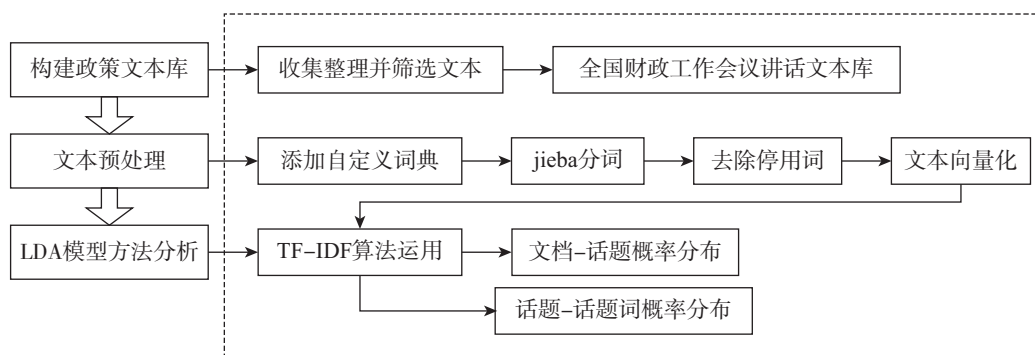 构建政策文本库
收集整理并筛选文本
全国财政工作会议讲话文本库
文本预处理
添加自定义词典
jieba分词
去除停用词
文本向量化
LDA模型方法分析
TF-IDF算法运用
文档-话题概率分布
话题-话题词概率分布